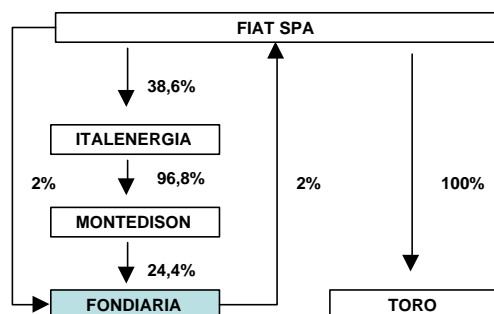 FIAT SPA
38,6%
ITALENERGIA
2% 96,8% 2% 100%
MONTEDISON
24,4%
FONDIARIA TORO